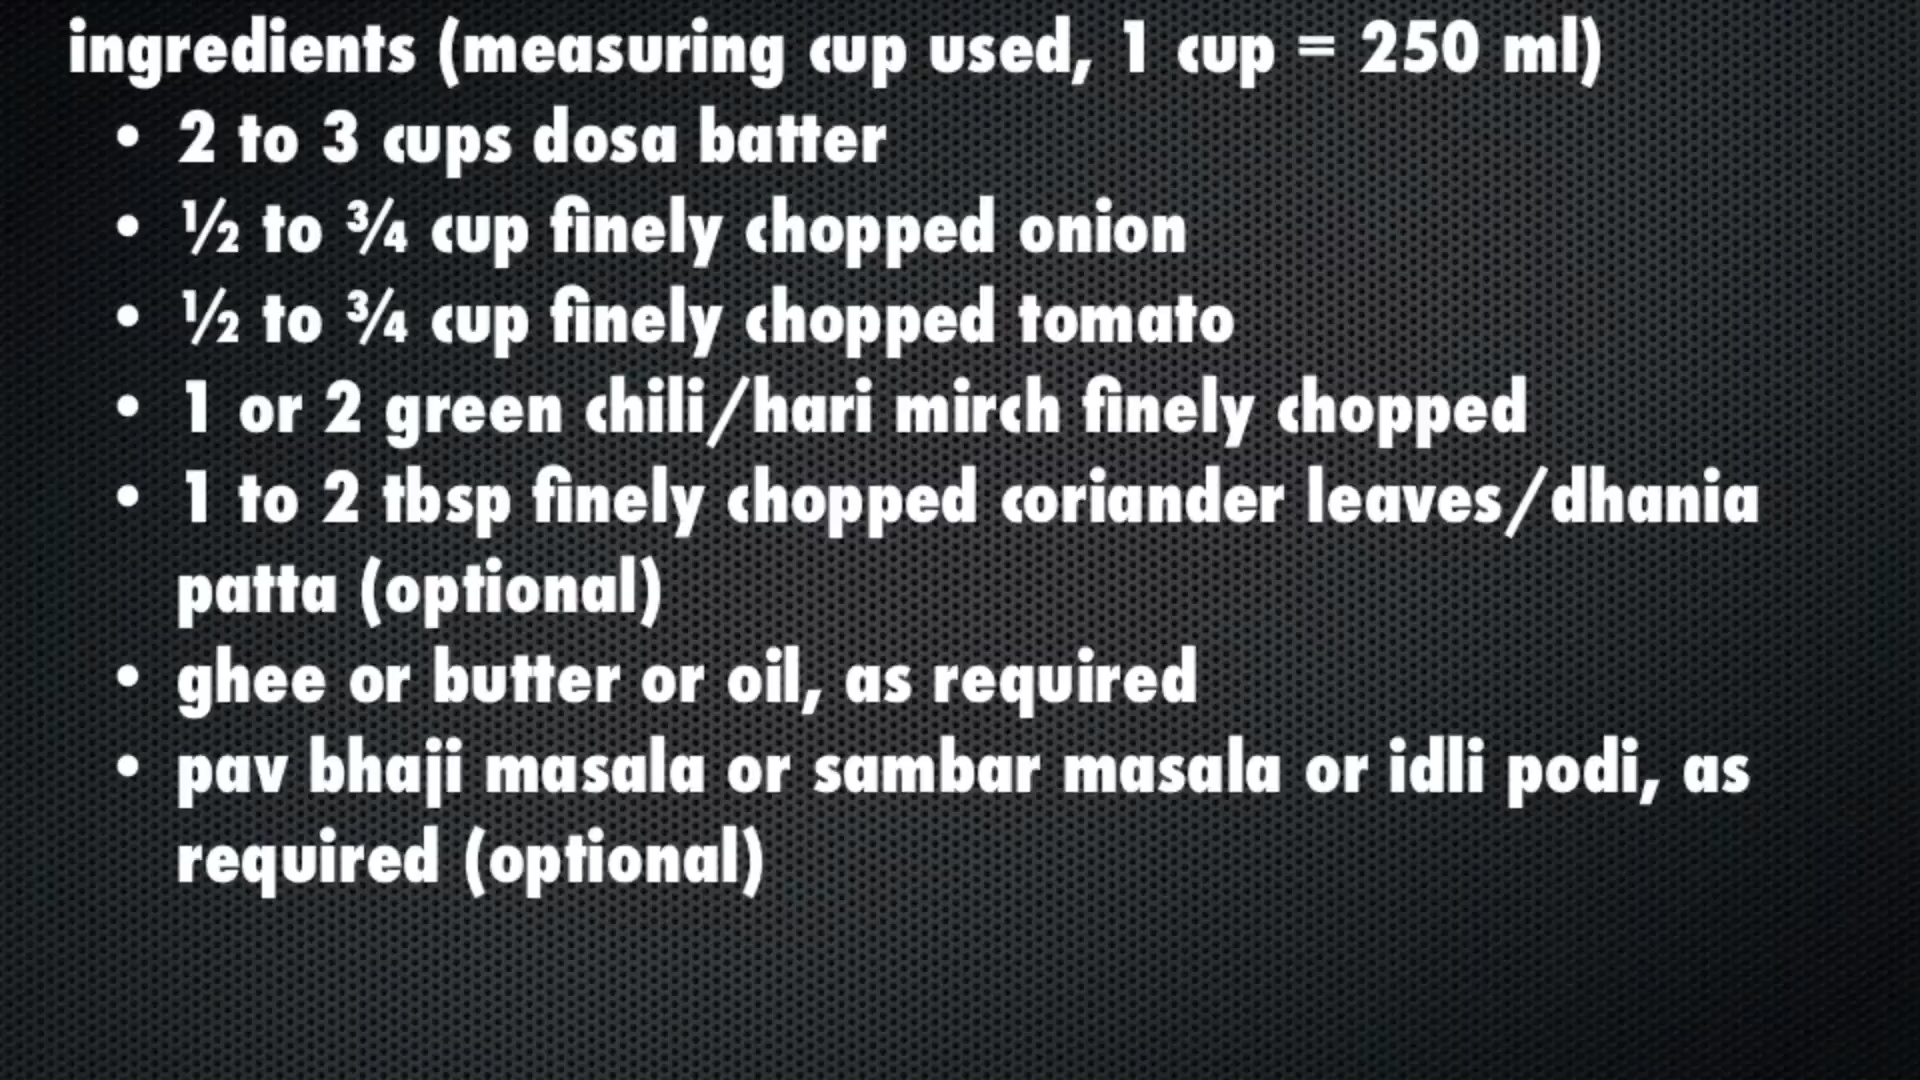 ingredients (measuring cup used, 1 cup = 250 ml)
• 2 to 3 cups dosa batter
• ½ to ¾ cup finely chopped onion
• ½ to ¾ cup finely chopped tomato
• 1 or 2 green chili/hari mirch finely chopped
• 1 to 2 tbsp finely chopped coriander leaves/dhania
patta (optional)
• ghee or butter or oil, as required
• pav bhaji masala or sambar masala or idli podi, as
required (optional)